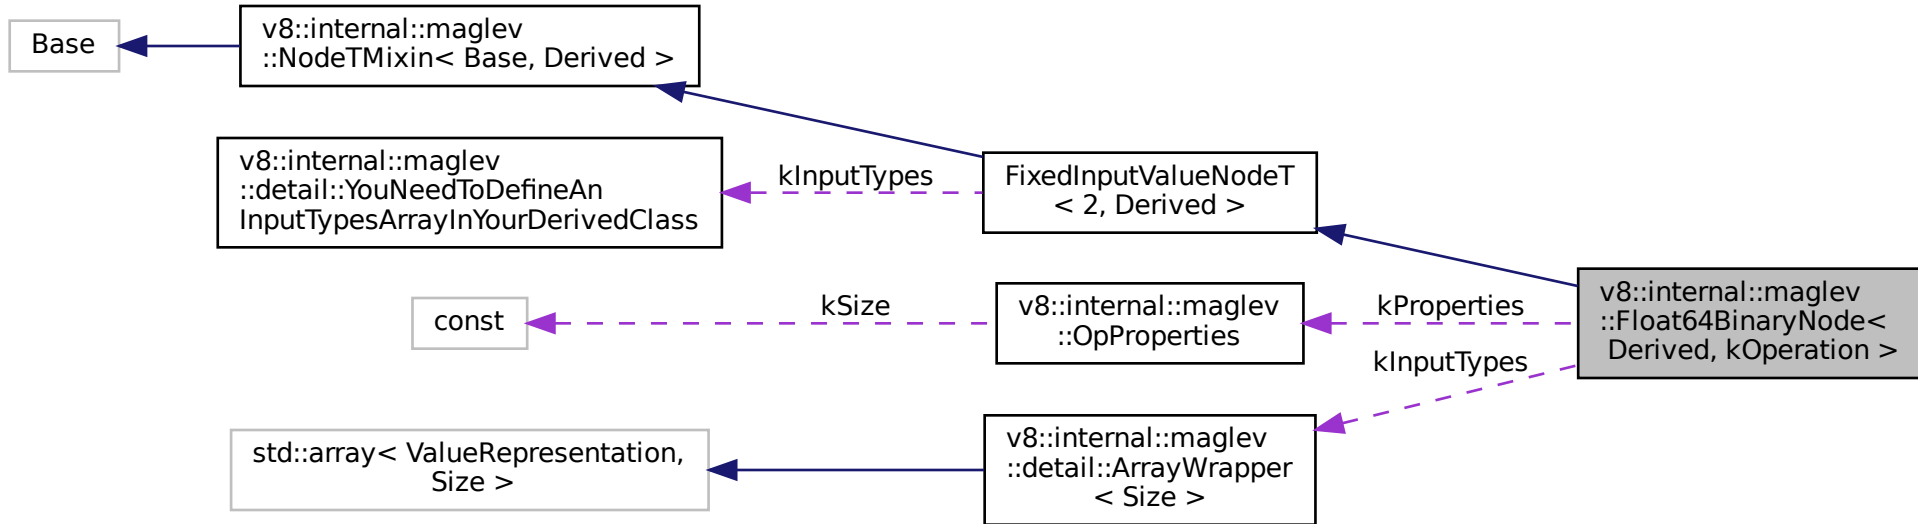 Base
v8::internal::maglev
::NodeTMixin< Base, Derived >
v8::internal::maglev
::detail::YouNeedToDefineAn
InputTypesArrayInYourDerivedClass
kInputTypes
FixedInputValueNodeT
< 2, Derived >
const
kSize
v8::internal::maglev
::OpProperties
kProperties
kInputTypes
v8::internal::maglev
::Float64BinaryNode<
Derived, kOperation >
std::array< ValueRepresentation,
Size >
v8::internal::maglev
::detail::ArrayWrapper
< Size >